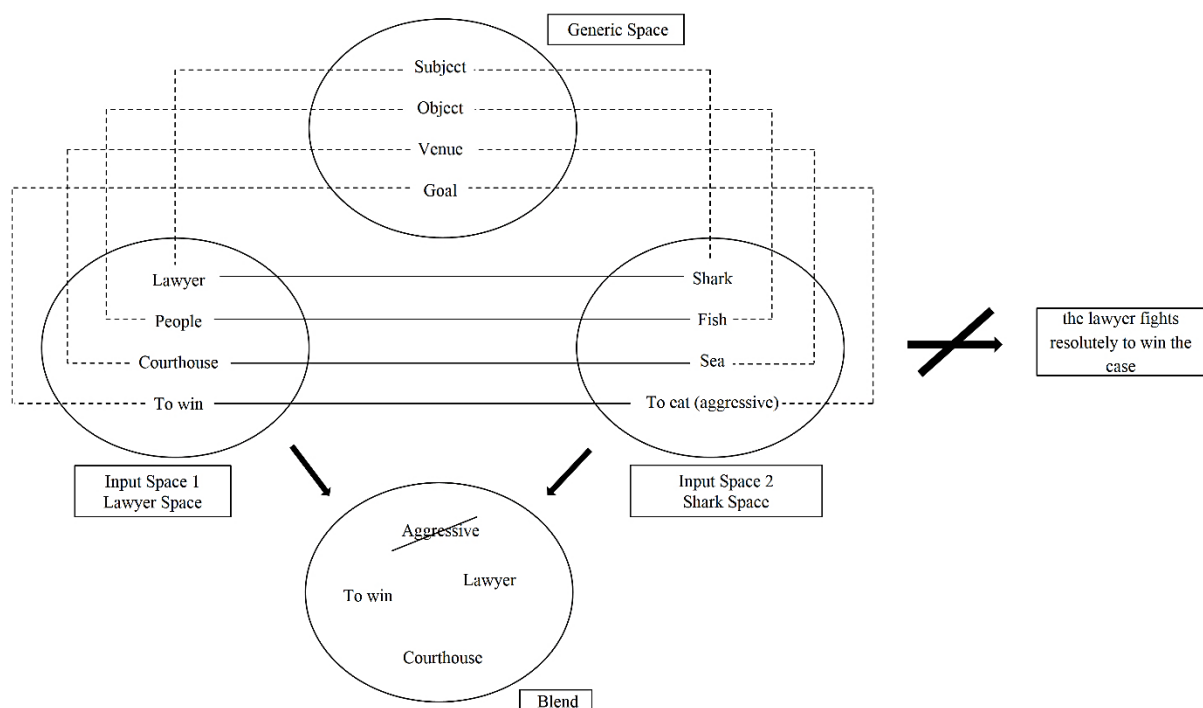 Generic Space
Subject
Object
Venue
Goal
Lawyer
People
Courthouse
To win
Shark
Fish
Sea
To eat (aggressive)
the lawyer fights
resolutely to win the
case
Input Space 1
Lawyer Space
Input Space 2
Shark Space
Aggressive
Lawyer
To win
Courthouse
Blend